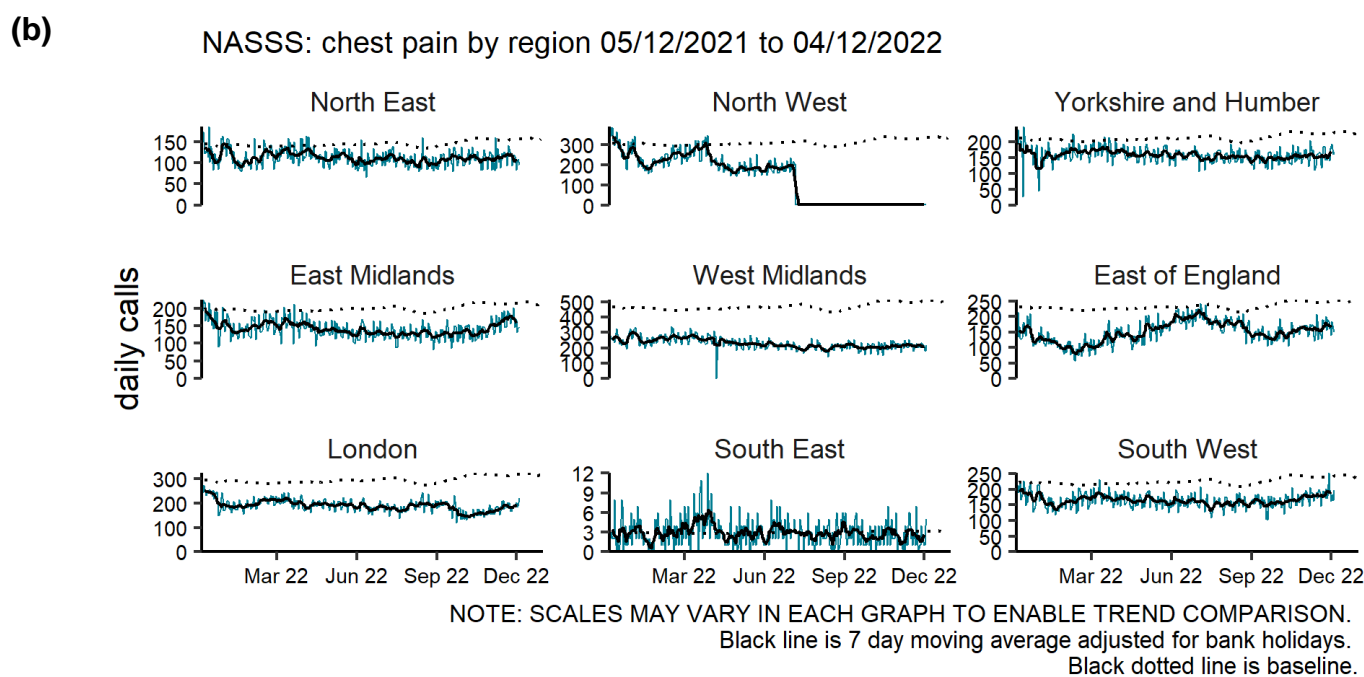 (b)
NASSS: chest pain by region 05/12/2021 to 04/12/2022
North East
North West
Yorkshire and Humber
150
100
50
0
300
200
100
0
200
150
100
50
0
daily calls
East Midlands
West Midlands
East of England
200
150
100
50
0
500
400
300
200
100
0
250
200
150
100
50
0
London
South East
South West
300
200
100
0
12
9
6
3
0
250
200
150
100
50
0
Mar 22 Jun 22 Sep 22 Dec 22
Mar 22 Jun 22 Sep 22 Dec 22
Mar 22 Jun 22 Sep 22 Dec 22
NOTE: SCALES MAY VARY IN EACH GRAPH TO ENABLE TREND COMPARISON.
Black line is 7 day moving average adjusted for bank holidays.
Black dotted line is baseline.